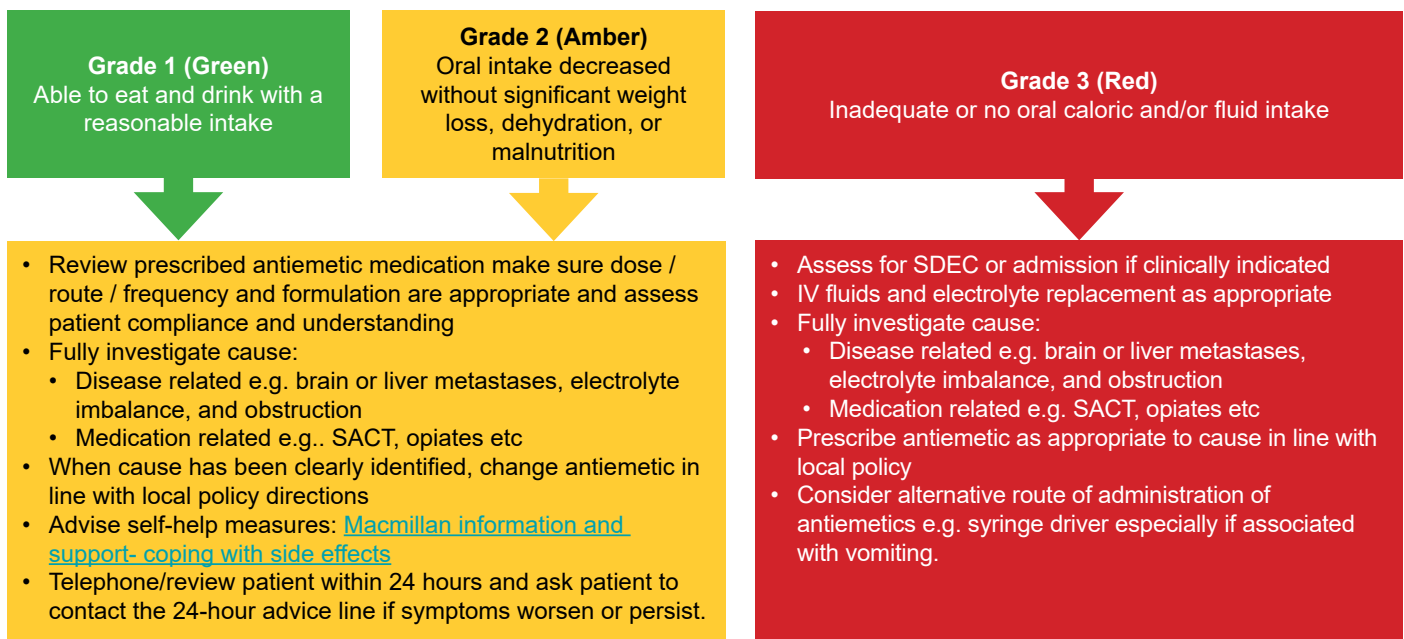 Grade 1 (Green)
Able to eat and drink with a
reasonable intake
Grade 2 (Amber)
Oral intake decreased
without significant weight
loss, dehydration, or
malnutrition
Grade 3 (Red)
Inadequate or no oral caloric and/or fluid intake
• Review prescribed antiemetic medication make sure dose /
route / frequency and formulation are appropriate and assess
patient compliance and understanding
• Fully investigate cause:
• Disease related e.g. brain or liver metastases, electrolyte
imbalance, and obstruction
• Medication related e.g.. SACT, opiates etc
• When cause has been clearly identified, change antiemetic in
line with local policy directions
• Advise self-help measures: Macmillan information and
support- coping with side effects
• Telephone/review patient within 24 hours and ask patient to
contact the 24-hour advice line if symptoms worsen or persist.
• Assess for SDEC or admission if clinically indicated
• IV fluids and electrolyte replacement as appropriate
• Fully investigate cause:
• Disease related e.g. brain or liver metastases,
electrolyte imbalance, and obstruction
• Medication related e.g. SACT, opiates etc
• Prescribe antiemetic as appropriate to cause in line with
local policy
• Consider alternative route of administration of
antiemetics e.g. syringe driver especially if associated
with vomiting.